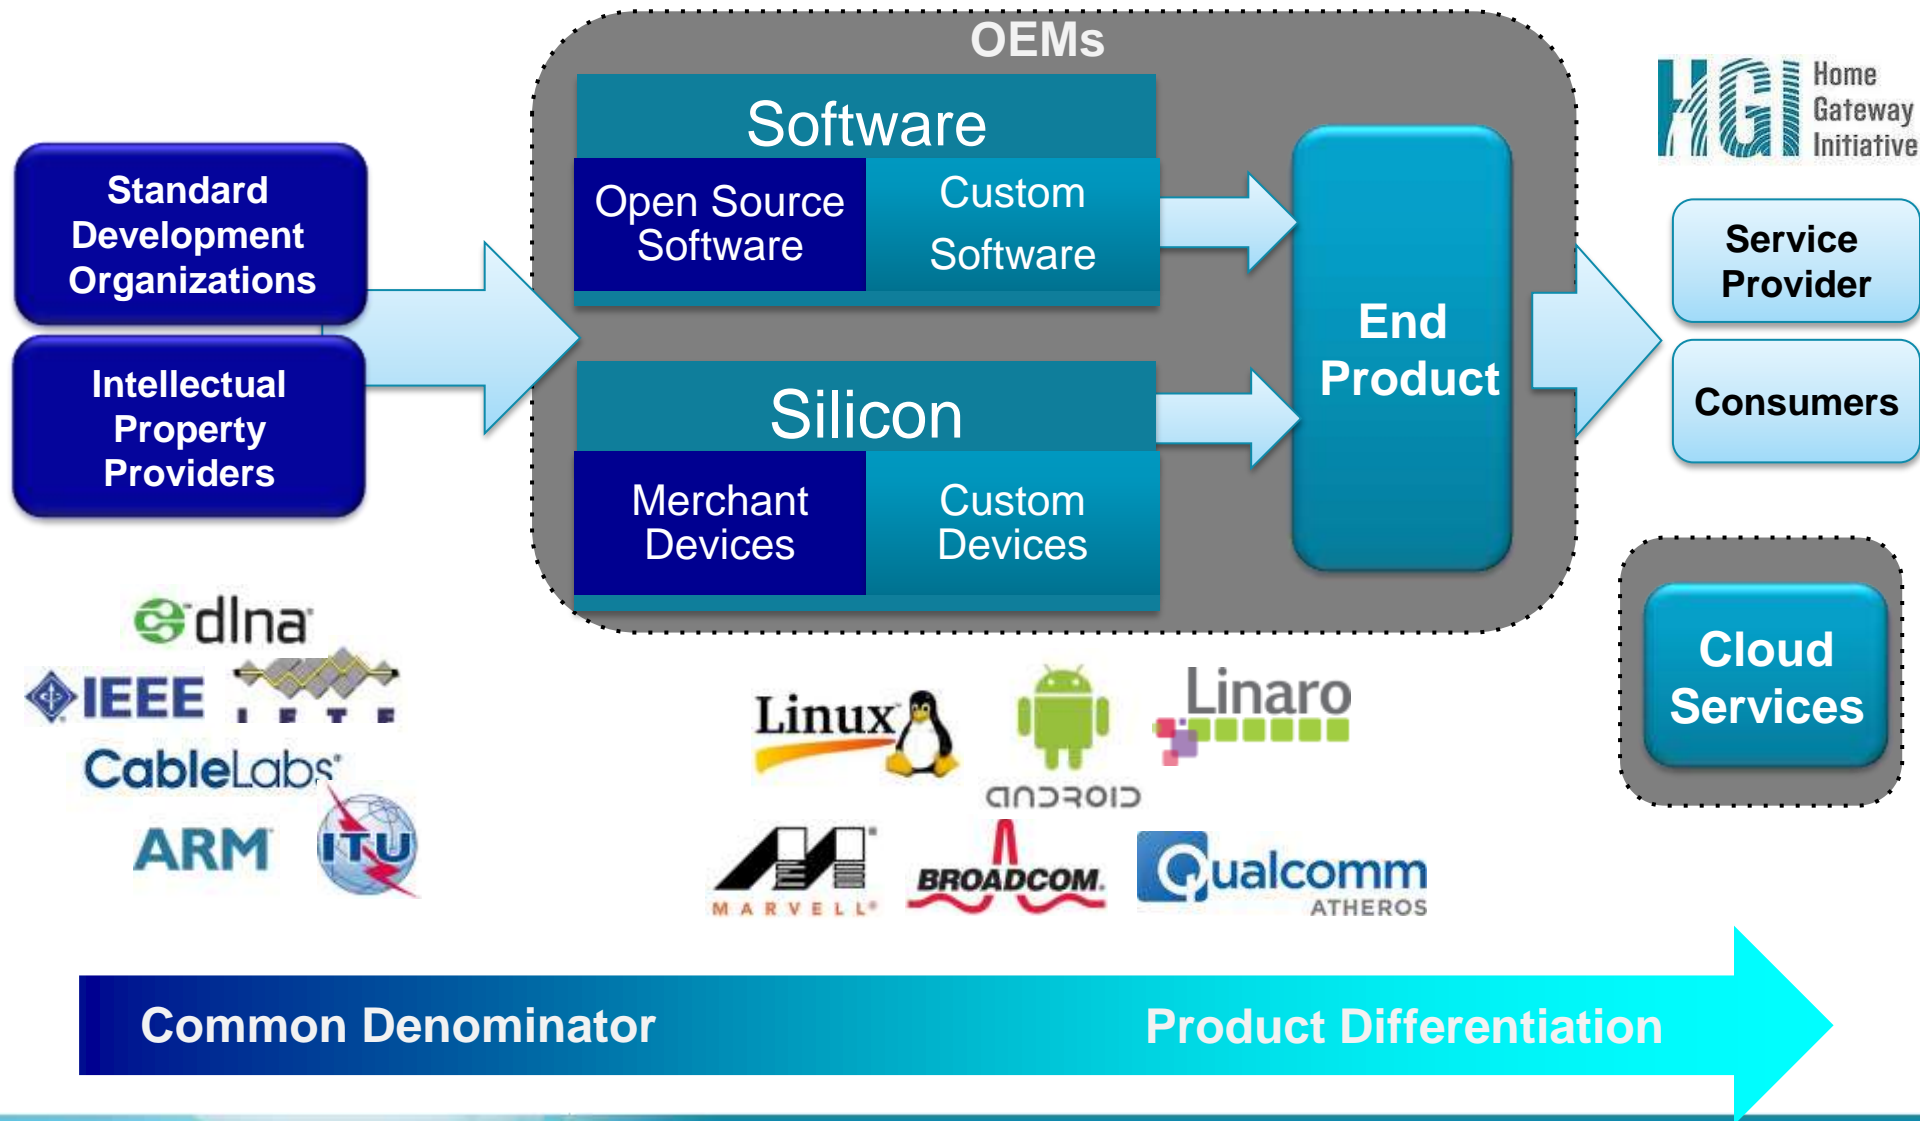 OEMs
Software
Open Source
Software
Custom
Software
Silicon
Merchant
Devices
Custom
Devices
End
Product
Standard
Development
Organizations
Intellectual
Property
Providers
HGI
Home
Gateway
Initiative
Service
Provider
Consumers
Cloud
Services
dlna
IEEE
I E T F
CableLabs®
ARM
ITU
Linux
ANDROID
Linaro
MARVELL®
BROADCOM.
Qualcomm
ATHEROS
Common Denominator
Product Differentiation